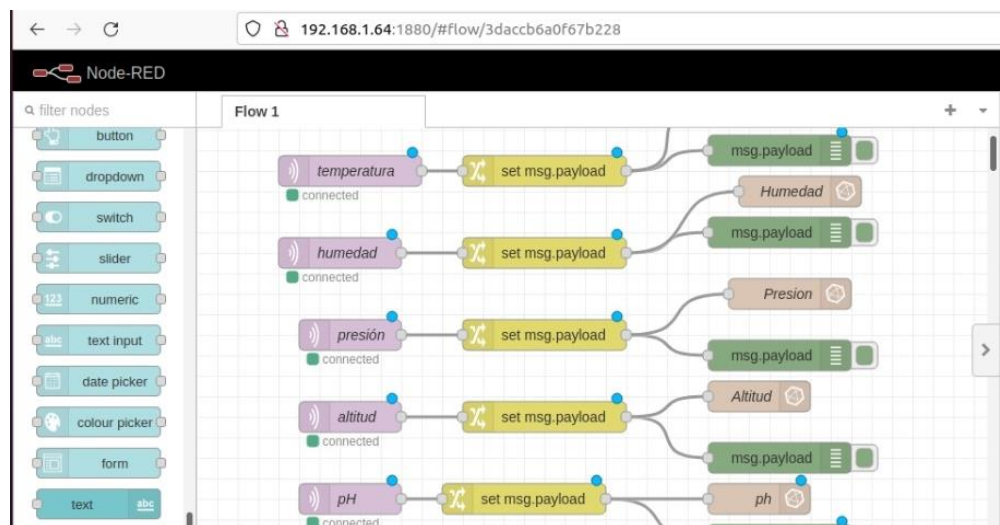 192.168.1.64:1880/#flow/3daccb6a0f67b228
Node-RED
filter nodes
Flow 1
button
dropdown
switch
slider
123 numeric
abc text input
date picker
colour picker
form
text abc
temperatura
connected
set msg.payload
msg.payload
Humedad
humedad
connected
set msg.payload
msg.payload
Presion
presión
connected
set msg.payload
msg.payload
Altitud
altitud
connected
set msg.payload
msg.payload
pH
connected
set msg.payload
ph